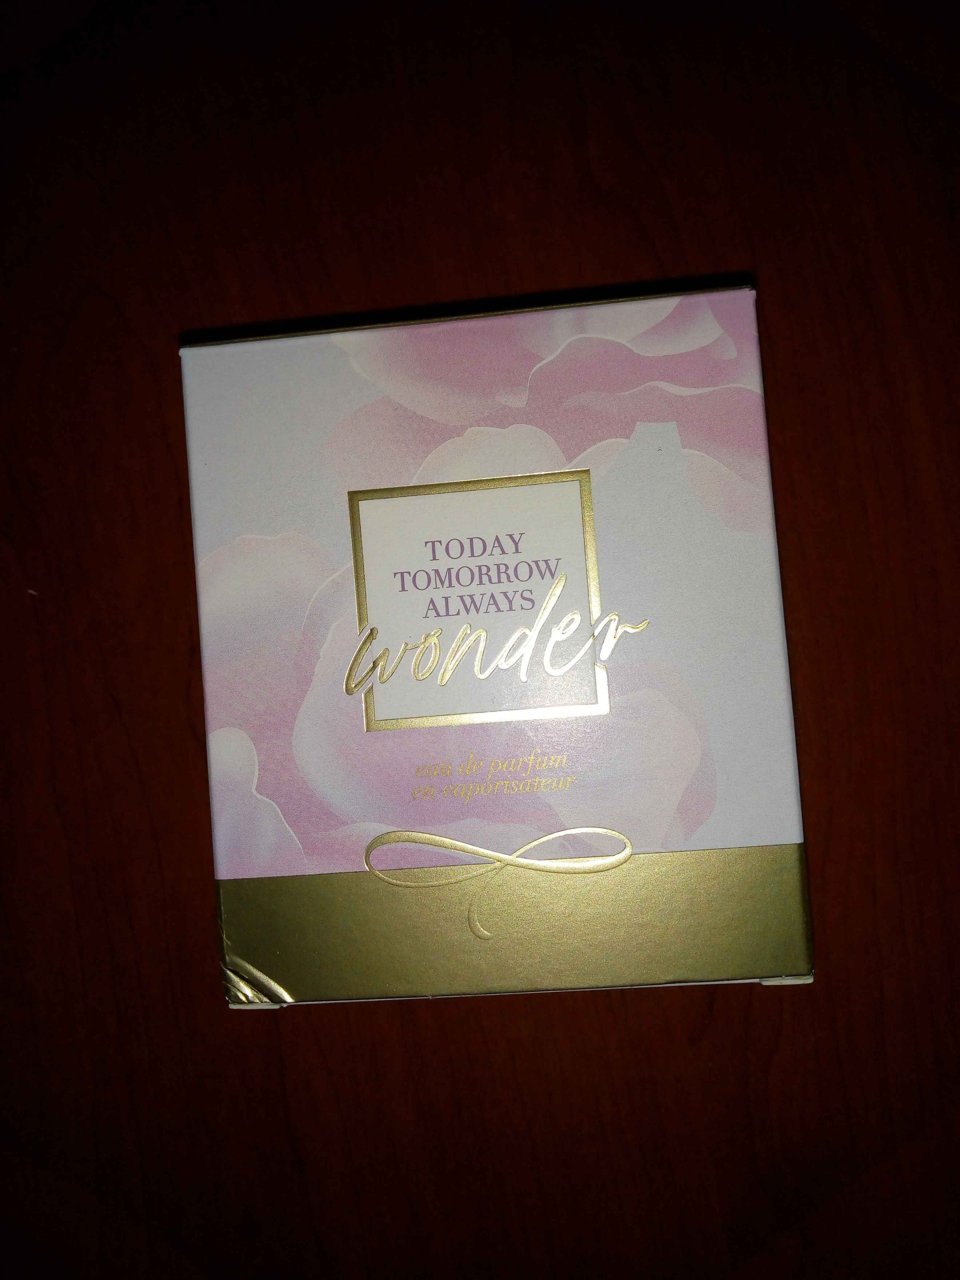 TODAY
TOMORROW
ALWAYS
wonder
eau de parfum
en vaporisateur